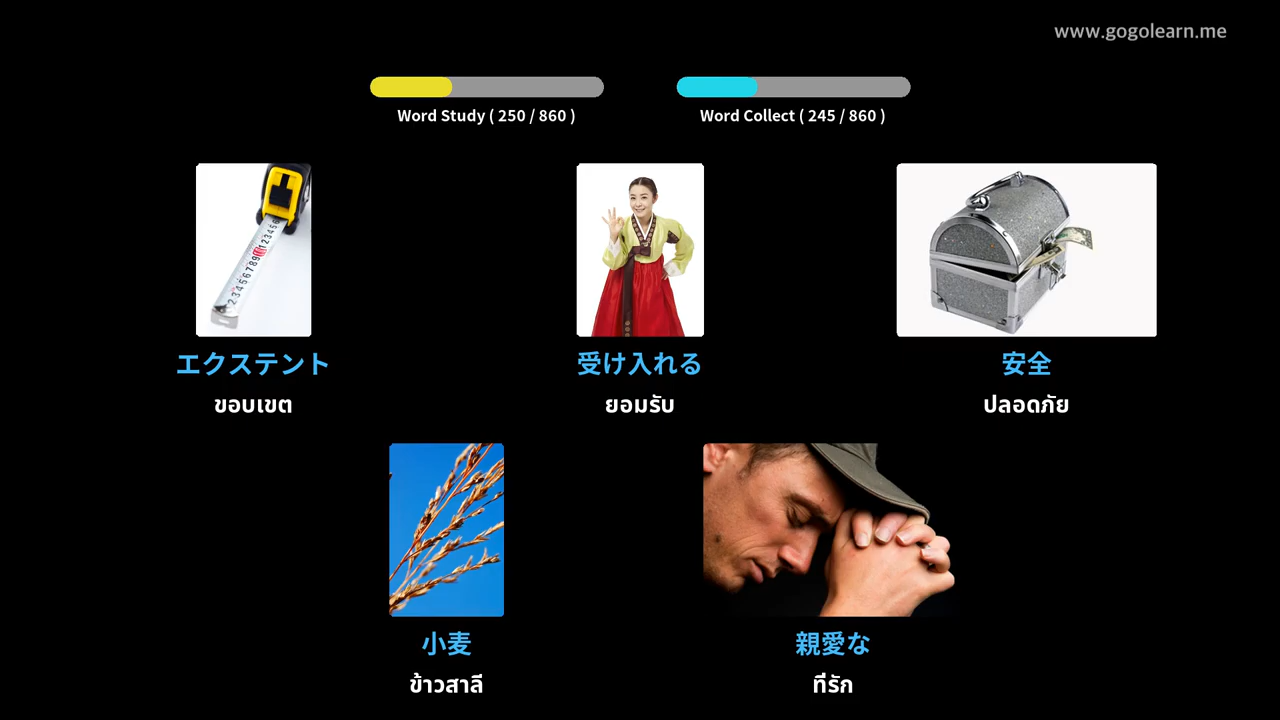 www.gogolearn.me
Word Study ( 250 / 860 )
Word Collect ( 245 / 860 )
エクステント
ขอบเขต
受け入れる
ยอมรับ
安全
ปลอดภัย
小麦
ข้าวสาลี
親愛な
ที่รัก